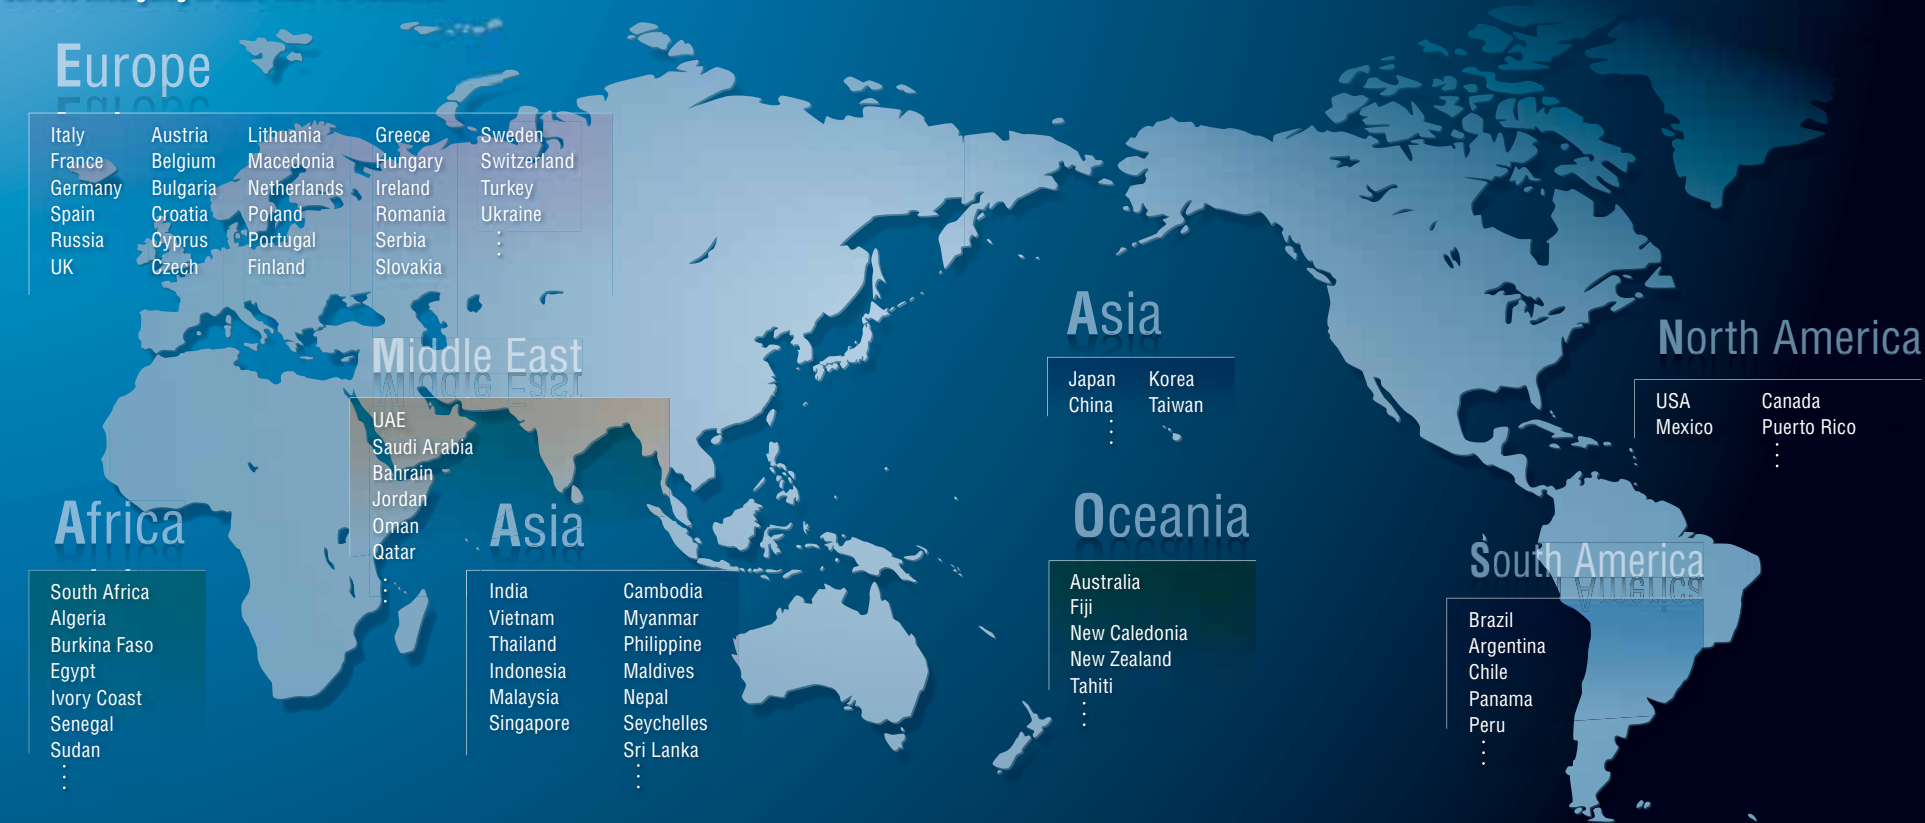 Europe
Italy Austria Lithuania Greece Sweden
France Belgium Macedonia Hungary Switzerland
Germany Bulgaria Netherlands Ireland Turkey
Spain Croatia Poland Romania Ukraine
Russia Cyprus Portugal Serbia
UK Czech Finland Slovakia
Middle East
UAE
Saudi Arabia
Bahrain
Jordan
Oman
Qatar
Africa
South Africa
Algeria
Burkina Faso
Egypt
Ivory Coast
Senegal
Sudan
Asia
India Cambodia
Vietnam Myanmar
Thailand Philippine
Indonesia Maldives
Malaysia Nepal
Singapore Seychelles
Sri Lanka
Asia
Japan Korea
China Taiwan
Oceania
Australia
Fiji
New Caledonia
New Zealand
Tahiti
North America
USA Canada
Mexico Puerto Rico
South America
Brazil
Argentina
Chile
Panama
Peru